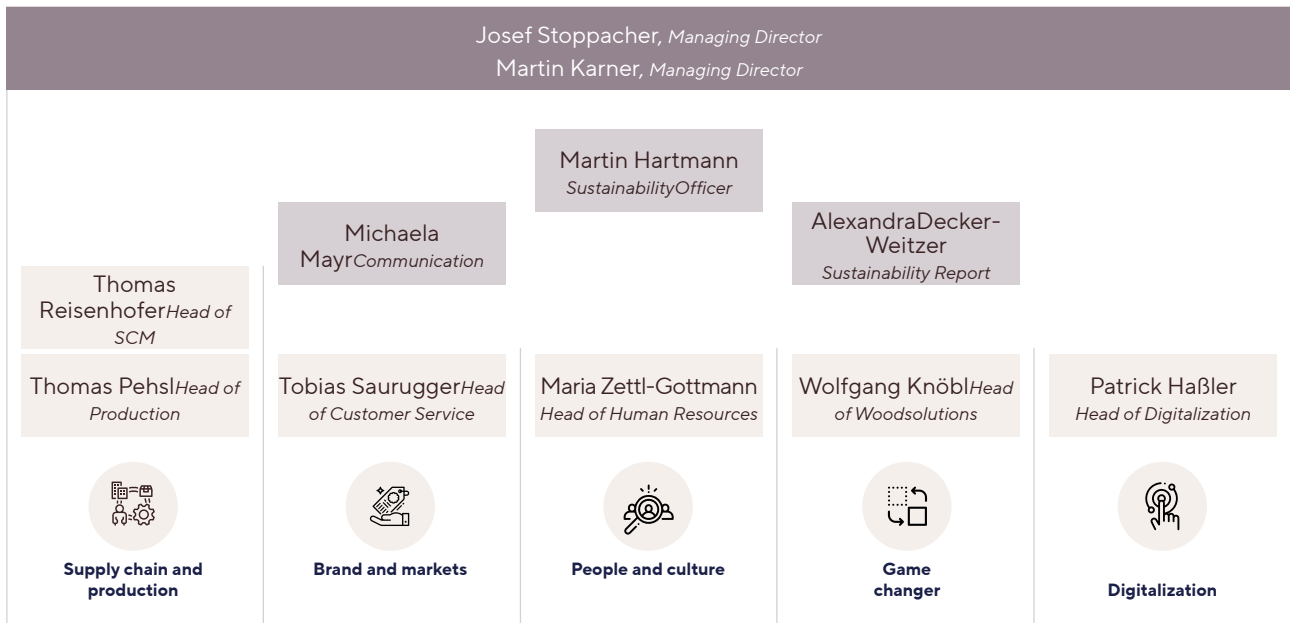 Josef Stoppacher, Managing Director
Martin Karner, Managing Director
Martin Hartmann
SustainabilityOfficer
Michaela
MayrCommunication
AlexandraDecker-
Weitzer
Sustainability Report
Thomas
ReisenhoferHead of
SCM
Thomas PehslHead of
Production
Tobias SauruggerHead
of Customer Service
Maria Zettl-Gottmann
Head of Human Resources
Wolfgang KnöblHead
of Woodsolutions
Patrick Haßler
Head of Digitalization
Supply chain and
production
Brand and markets
People and culture
Game
changer
Digitalization